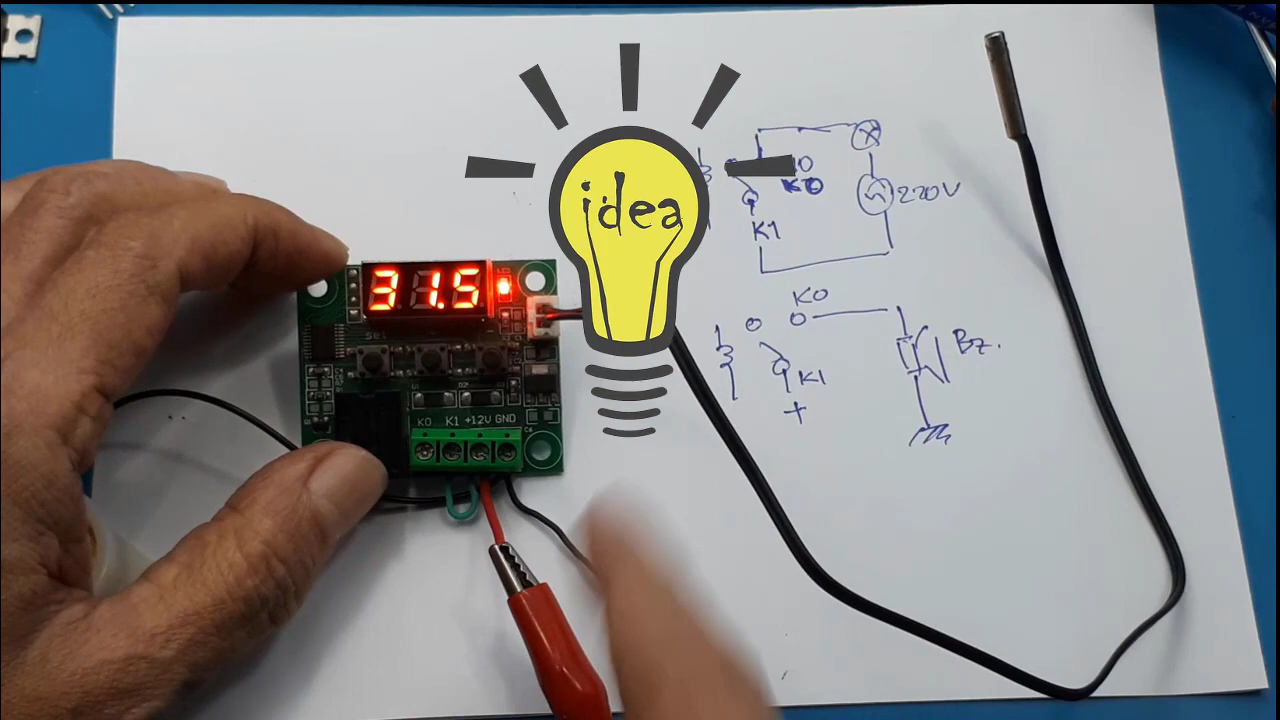 idea
K0
K1
220V
31.5
K0 K1 +12V GND
K0
Bz.
K1
+